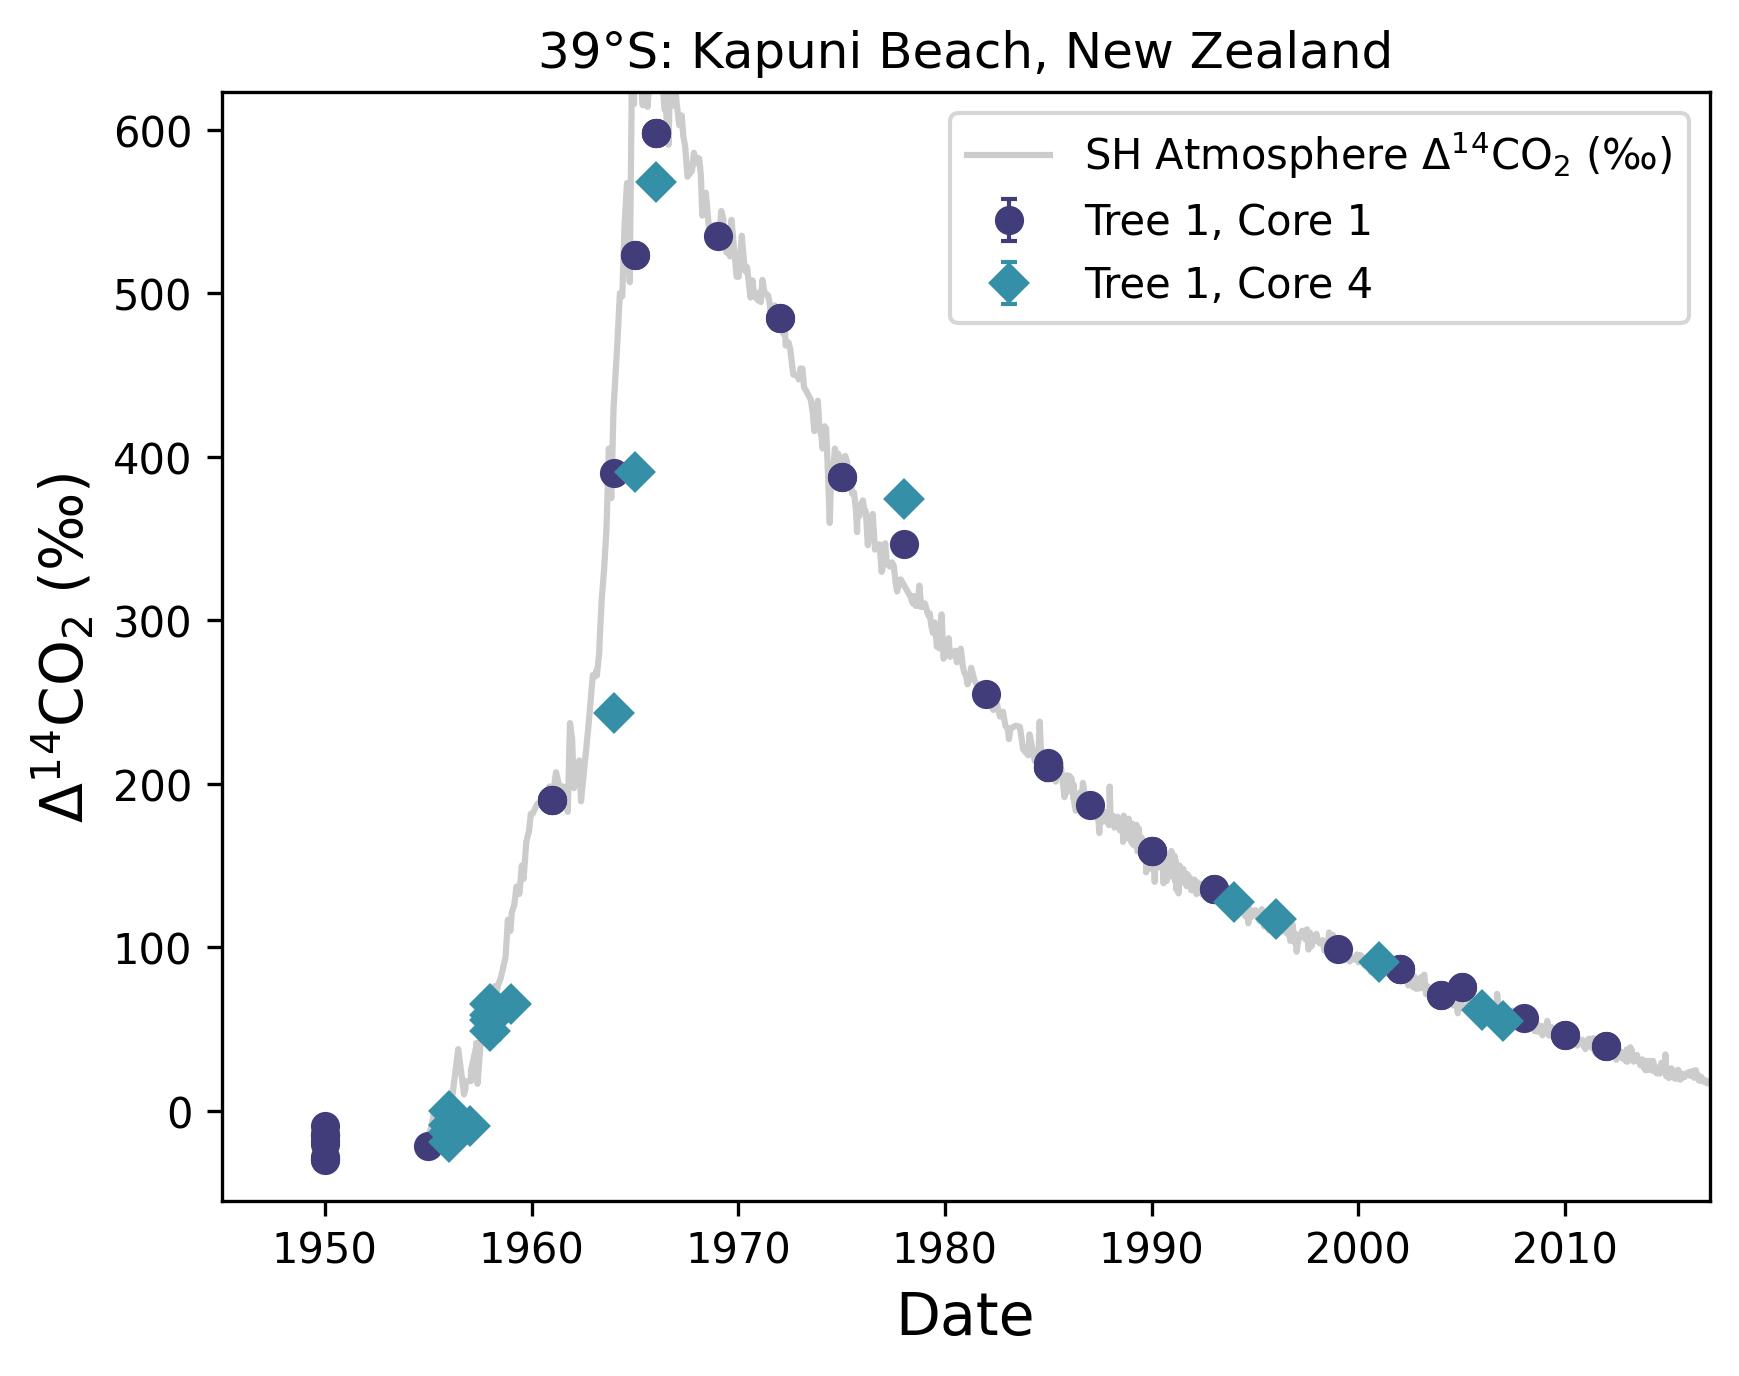 39°S: Kapuni Beach, New Zealand
SH Atmosphere Δ¹⁴CO₂ (‰)
Tree 1, Core 1
Tree 1, Core 4
Δ¹⁴CO₂ (‰)
600
500
400
300
200
100
0
1950 1960 1970 1980 1990 2000 2010
Date